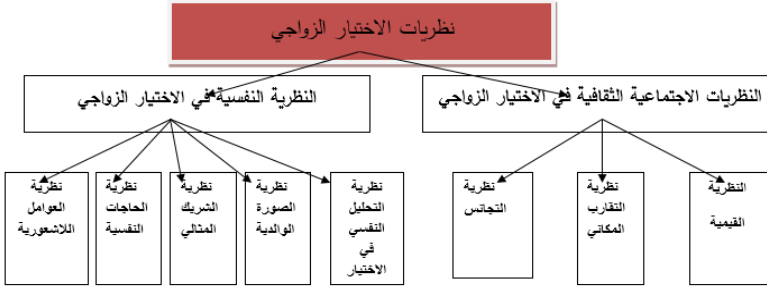 نظريات الاختيار الزواجي
النظريات الاجتماعية الثقافية في الاختيار الزواجي
النظرية النفسية في الاختيار الزواجي
النظرية
القيمية
نظرية
التقارب
المكاني
نظرية
التجانس
نظرية
التحليل
النفسي
في
الاختيار
نظرية
الصورة
الوالدية
نظرية
الشريك
المثالي
نظرية
الحاجات
النفسية
نظرية
العوامل
اللاشعورية